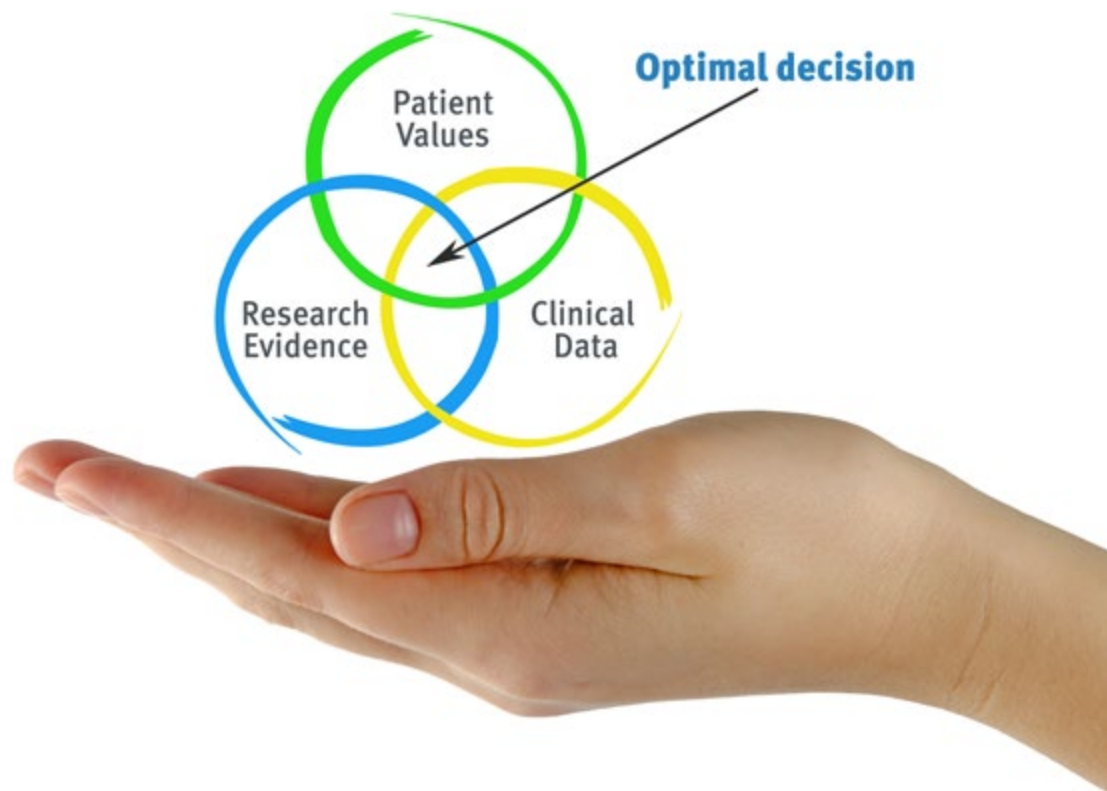 Optimal decision
Patient
Values
Research
Evidence
Clinical
Data